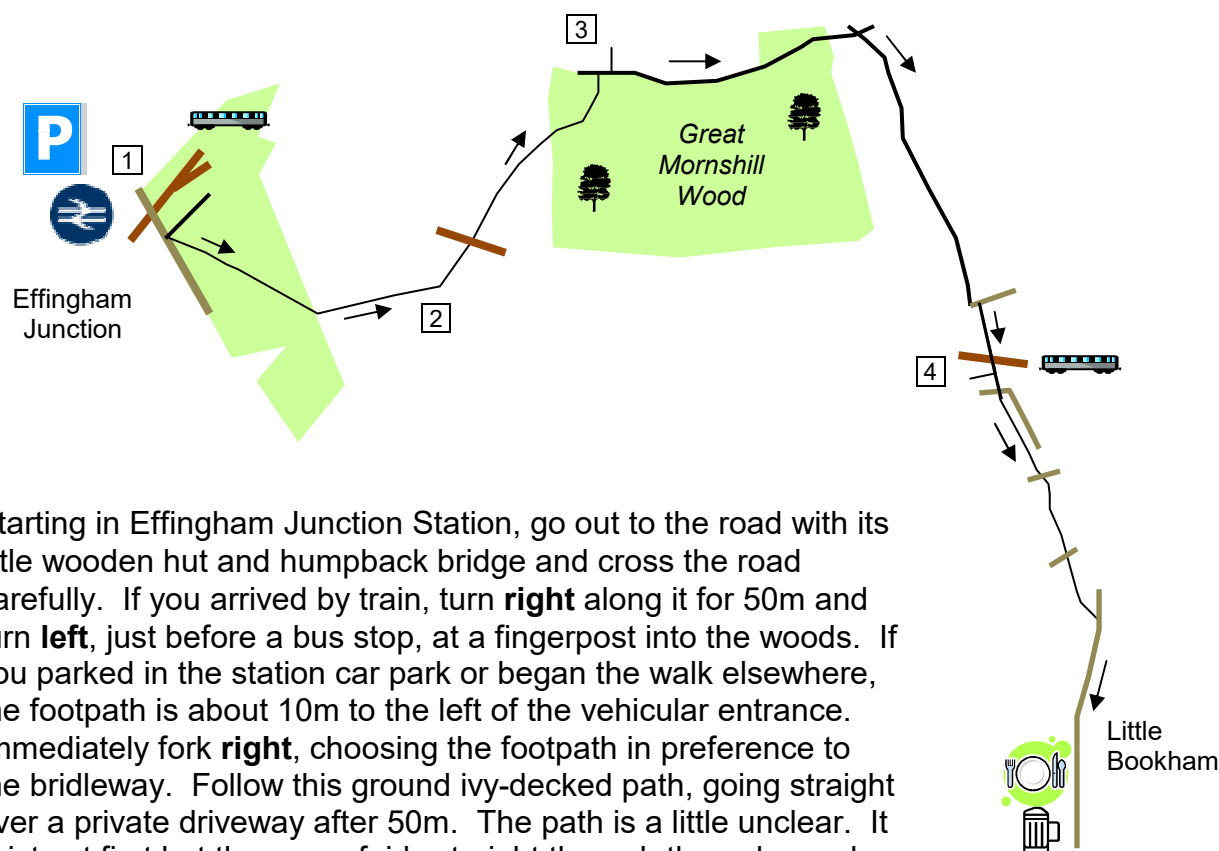 3
P
1
Great
Mornshill
Wood
Effingham
Junction
2
4
tarting in Effingham Junction Station, go out to the road with its
tle wooden hut and humpback bridge and cross the road
arefully. If you arrived by train, turn right along it for 50m and
urn left, just before a bus stop, at a fingerpost into the woods. If
ou parked in the station car park or began the walk elsewhere,
he footpath is about 10m to the left of the vehicular entrance.
mmediately fork right, choosing the footpath in preference to
he bridleway. Follow this ground ivy-decked path, going straight
ver a private driveway after 50m. The path is a little unclear. It
Little
Bookham